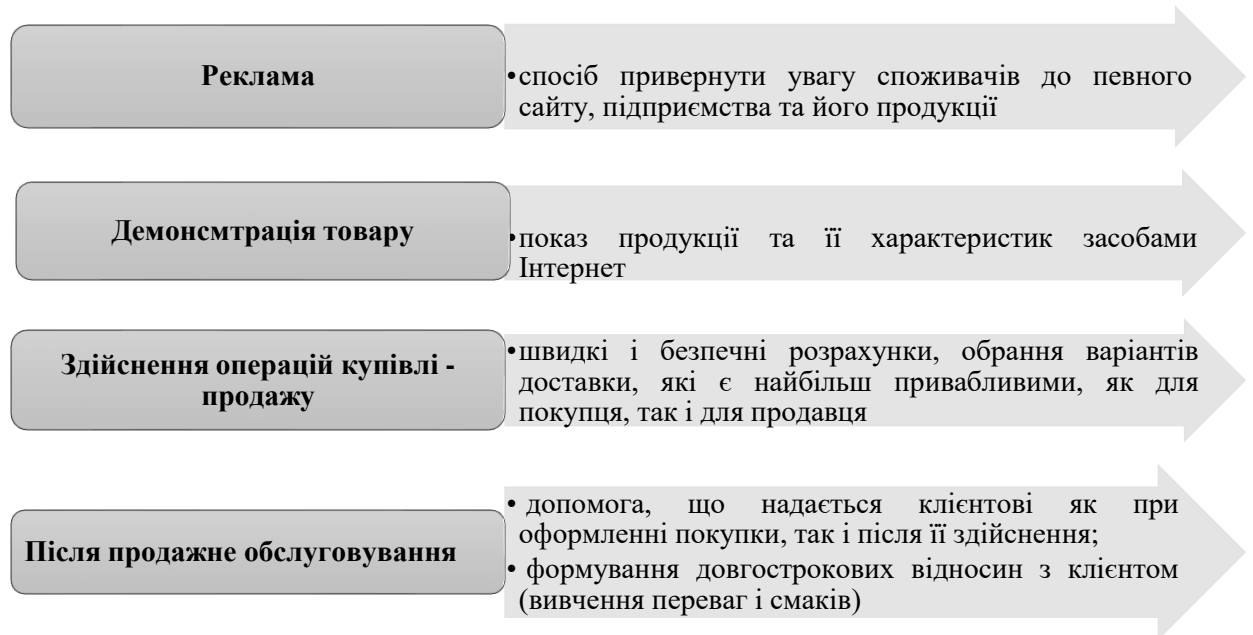 Реклама
•спосіб привернути увагу споживачів до певного
сайту, підприємства та його продукції
Демонсмтрація товару
•показ продукції та її характеристик засобами
Інтернет
Здійснення операцій купівлі -
продажу
•швидкі і безпечні розрахунки, обрання варіантів
доставки, які є найбільш привабливими, як для
покупця, так і для продавця
Після продажне обслуговування
• допомога, що надається клієнтові як при
оформленні покупки, так і після її здійснення;
• формування довгострокових відносин з клієнтом
(вивчення переваг і смаків)